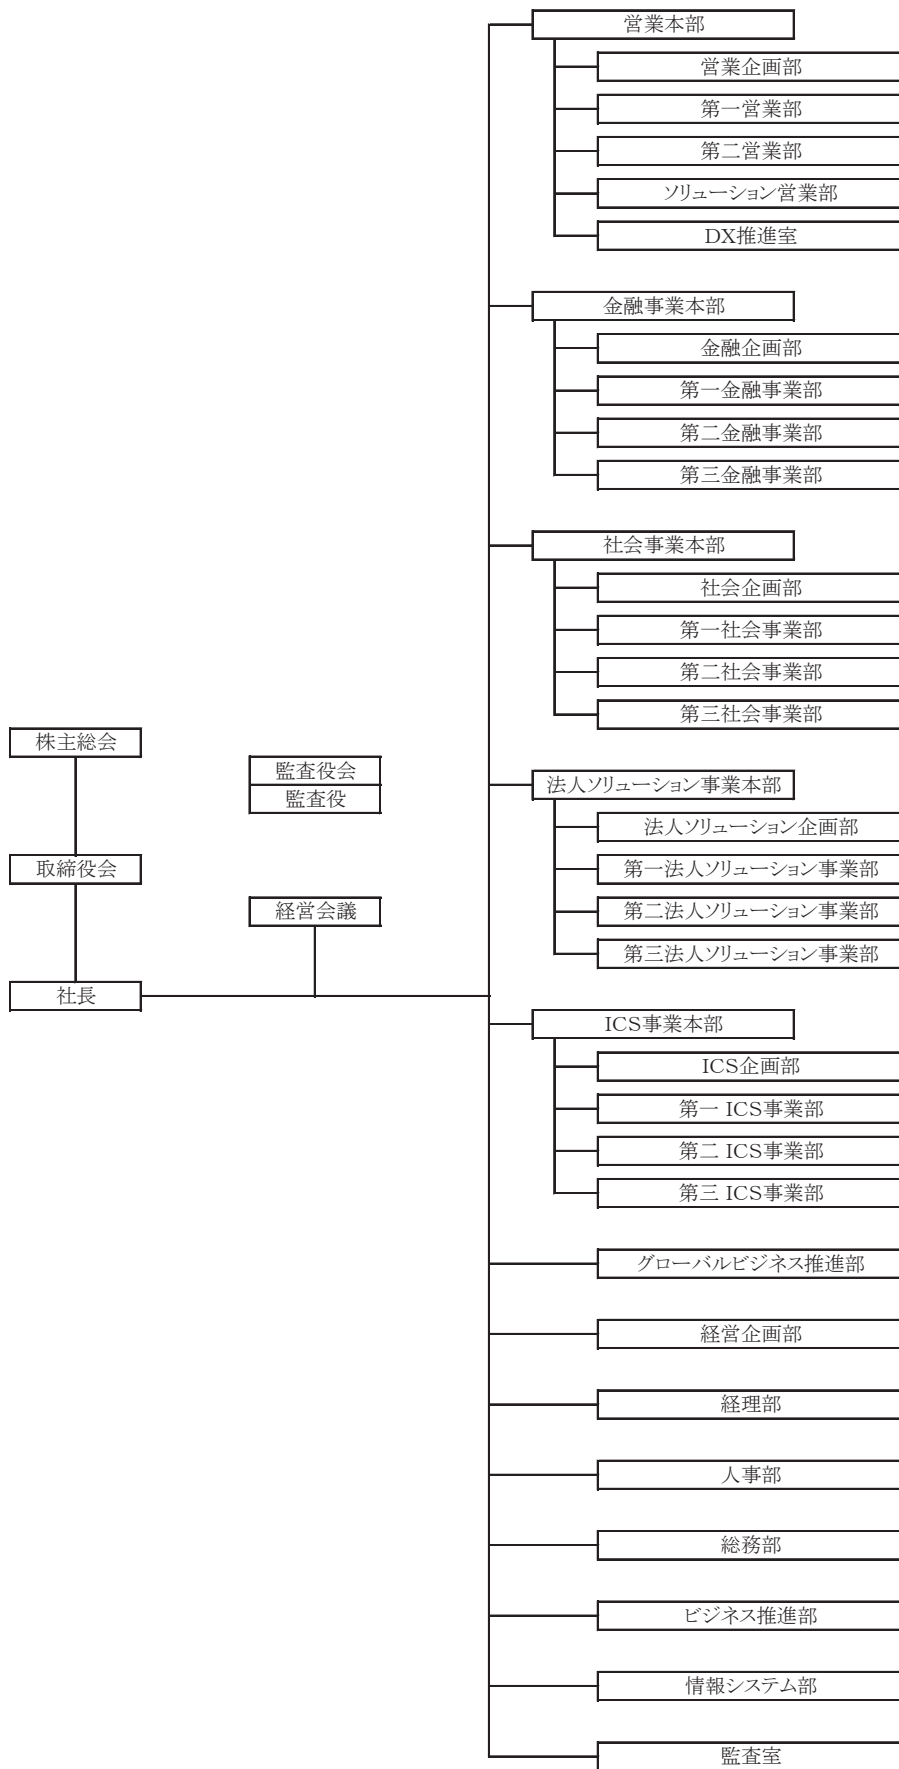 株主総会
取締役会
社長
監査役会
監査役
経営会議
営業本部
営業企画部
第一営業部
第二営業部
ソリューション営業部
DX推進室
金融事業本部
金融企画部
第一金融事業部
第二金融事業部
第三金融事業部
社会事業本部
社会企画部
第一社会事業部
第二社会事業部
第三社会事業部
法人ソリューション事業本部
法人ソリューション企画部
第一法人ソリューション事業部
第二法人ソリューション事業部
第三法人ソリューション事業部
ICS事業本部
ICS企画部
第一 ICS事業部
第二 ICS事業部
第三 ICS事業部
グローバルビジネス推進部
経営企画部
経理部
人事部
総務部
ビジネス推進部
情報システム部
監査室